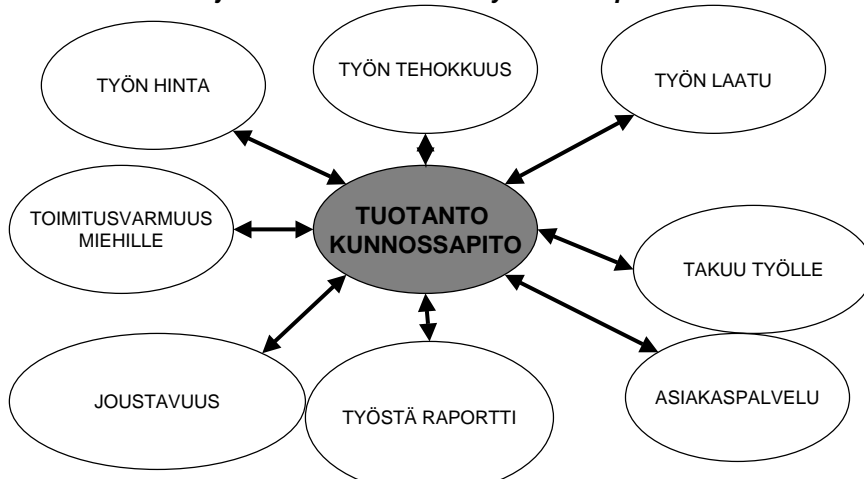 TYÖN HINTA
TYÖN TEHOKKUUS
TYÖN LAATU
TOIMITUSVARMUUS
MIEHILLE
TUOTANTO
KUNNOSSAPITO
TAKUU TYÖLLE
JOUSTAVUUS
TYÖSTÄ RAPORTTI
ASIAKASPALVELU